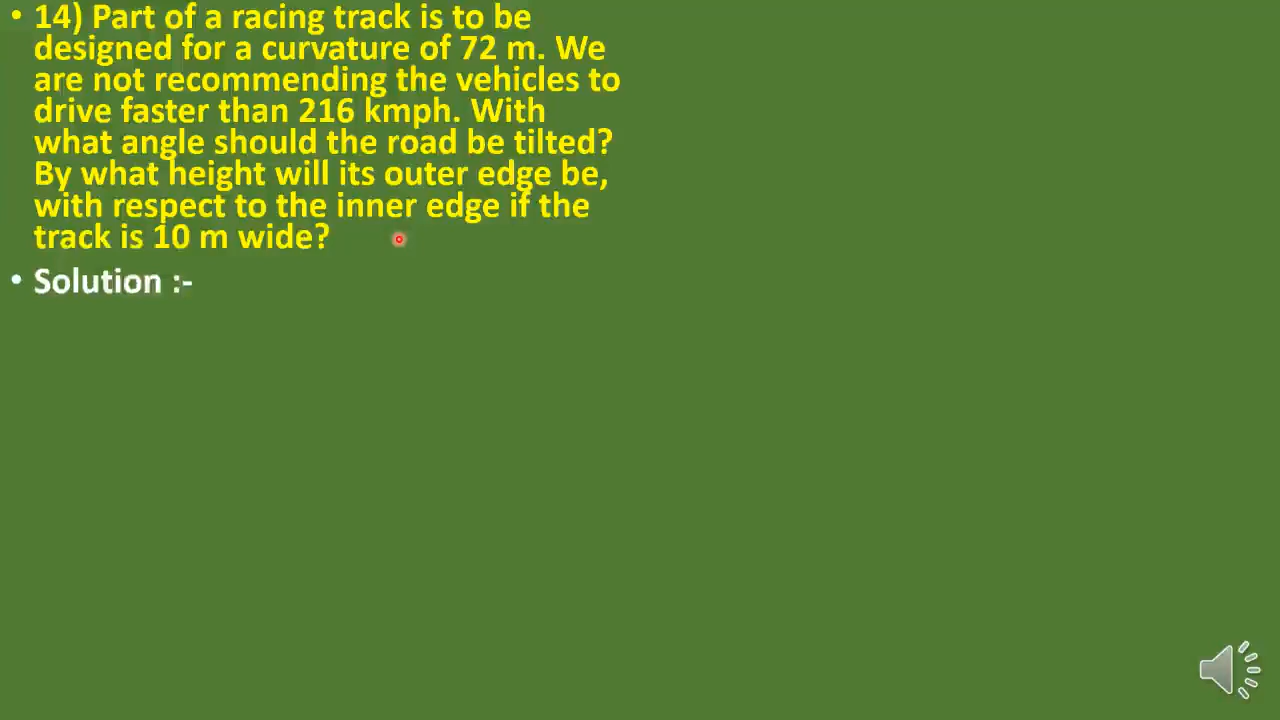 • 14) Part of a racing track is to be
designed for a curvature of 72 m. We
are not recommending the vehicles to
drive faster than 216 kmph. With
what angle should the road be tilted?
By what height will its outer edge be,
with respect to the inner edge if the
track is 10 m wide?
• Solution :-